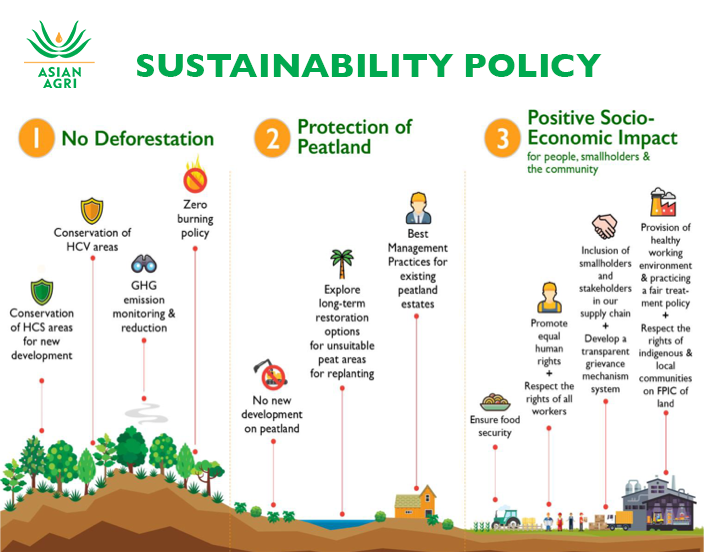 ASIAN
AGRI
SUSTAINABILITY POLICY
1 No Deforestation
Conservation of
HCS areas
for new
development
Conservation of
HCV areas
GHG
emission
monitoring &
reduction
Zero
burning
policy
2 Protection of
Peatland
No new
development
on peatland
Explore
long-term
restoration
options
for unsuitable
peat areas
for replanting
Best
Management
Practices for
existing
peatland
estates
3 Positive Socio-
Economic Impact
for people, smallholders &
the community
Ensure food
security
Promote
equal
human
rights
+
Respect the
rights of all
workers
Inclusion of
smallholders
and
stakeholders
in our
supply chain
+
Develop a
transparent
grievance
mechanism
system
Provision of
healthy
working
environment
& practicing
a fair treat-
ment policy
+
Respect the
rights of
indigenous &
local
communities
on FPIC of
land